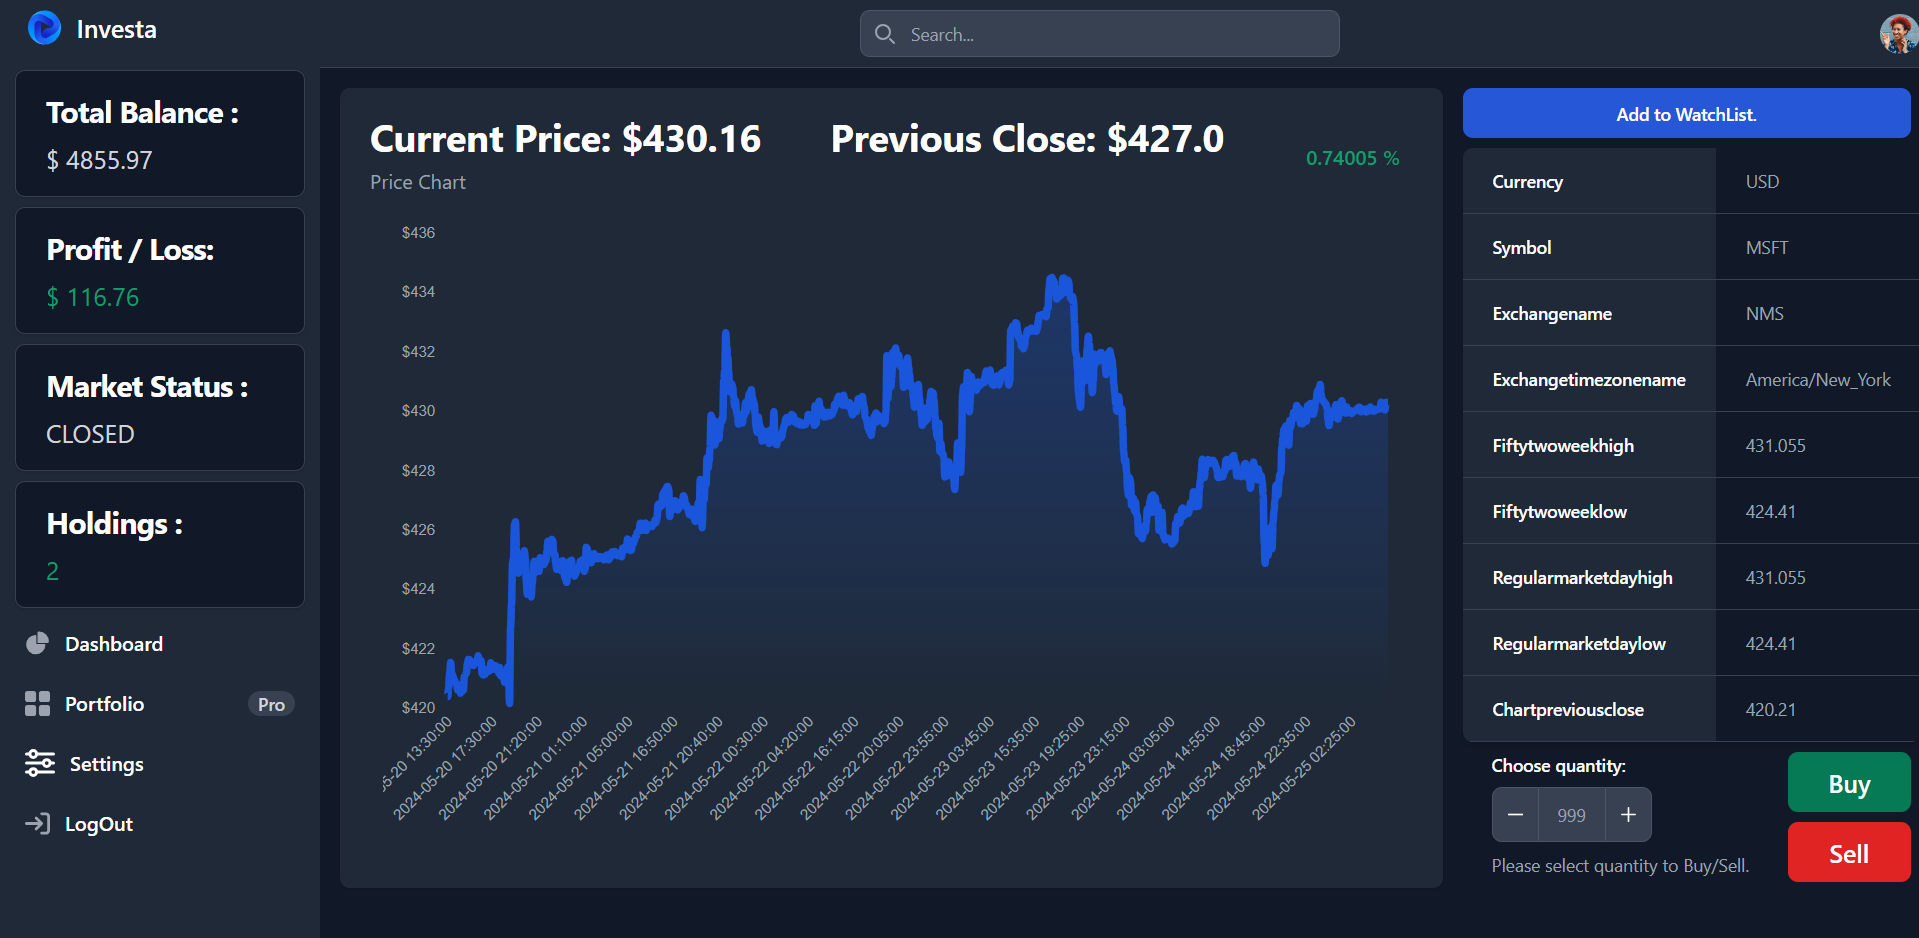 Investa
Search...
Total Balance :
$ 4855.97
Profit / Loss:
$ 116.76
Market Status :
CLOSED
Holdings :
2
Dashboard
Portfolio
Pro
Settings
LogOut
Current Price: $430.16
Previous Close: $427.0
0.74005 %
Price Chart
$436
$434
$432
$430
$428
$426
$424
$422
$420
5-20 13:30:00
2024-05-20 17:30:00
2024-05-20 21:20:00
2024-05-21 01:10:00
2024-05-21 05:00:00
2024-05-21 16:50:00
2024-05-21 20:40:00
2024-05-22 00:30:00
2024-05-22 04:20:00
2024-05-22 16:15:00
2024-05-22 20:05:00
2024-05-22 23:55:00
2024-05-23 03:45:00
2024-05-23 15:35:00
2024-05-23 19:25:00
2024-05-23 23:15:00
2024-05-24 03:05:00
2024-05-24 14:55:00
2024-05-24 18:45:00
2024-05-24 22:35:00
2024-05-25 02:25:00
Add to WatchList.
Currency USD
Symbol MSFT
Exchangename NMS
Exchangetimezonename America/New_York
Fiftytwoweekhigh 431.055
Fiftytwoweeklow 424.41
Regularmarketdayhigh 431.055
Regularmarketdaylow 424.41
Chartpreviousclose 420.21
Choose quantity:
− 999 +
Please select quantity to Buy/Sell.
Buy
Sell